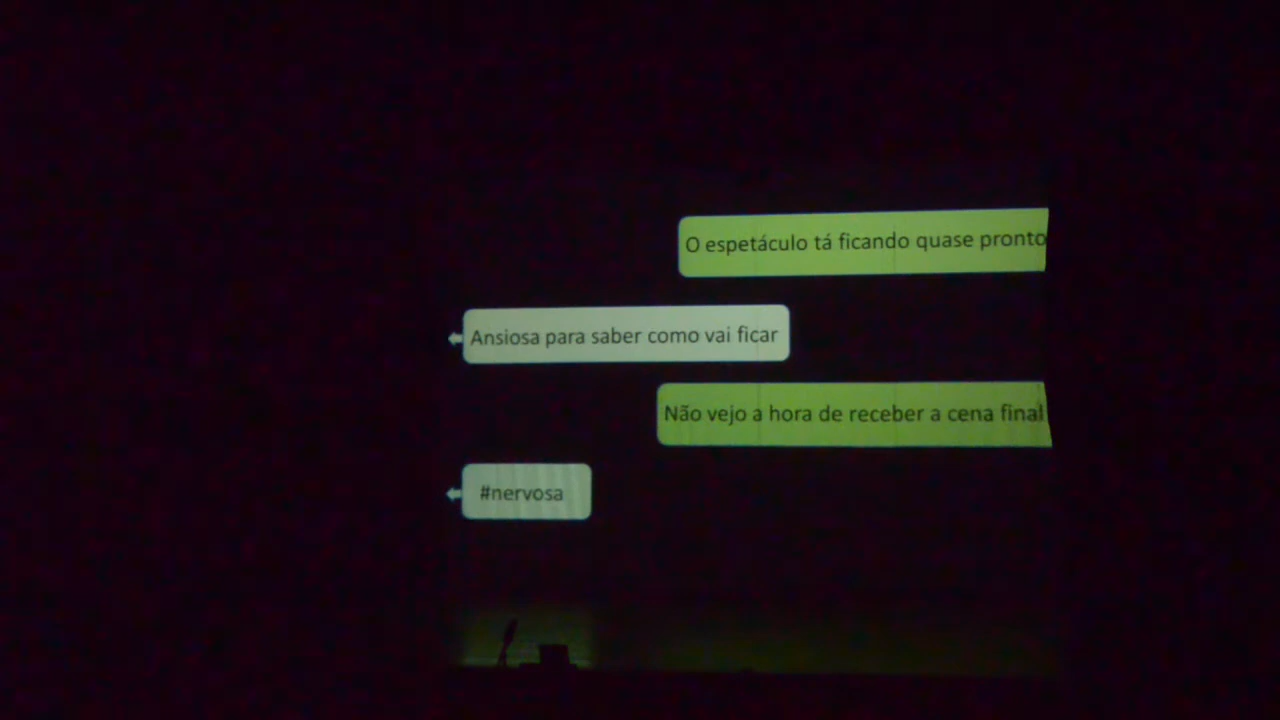 O espetáculo tá ficando quase pronto
Ansiosa para saber como vai ficar
Não vejo a hora de receber a cena final
#nervosa